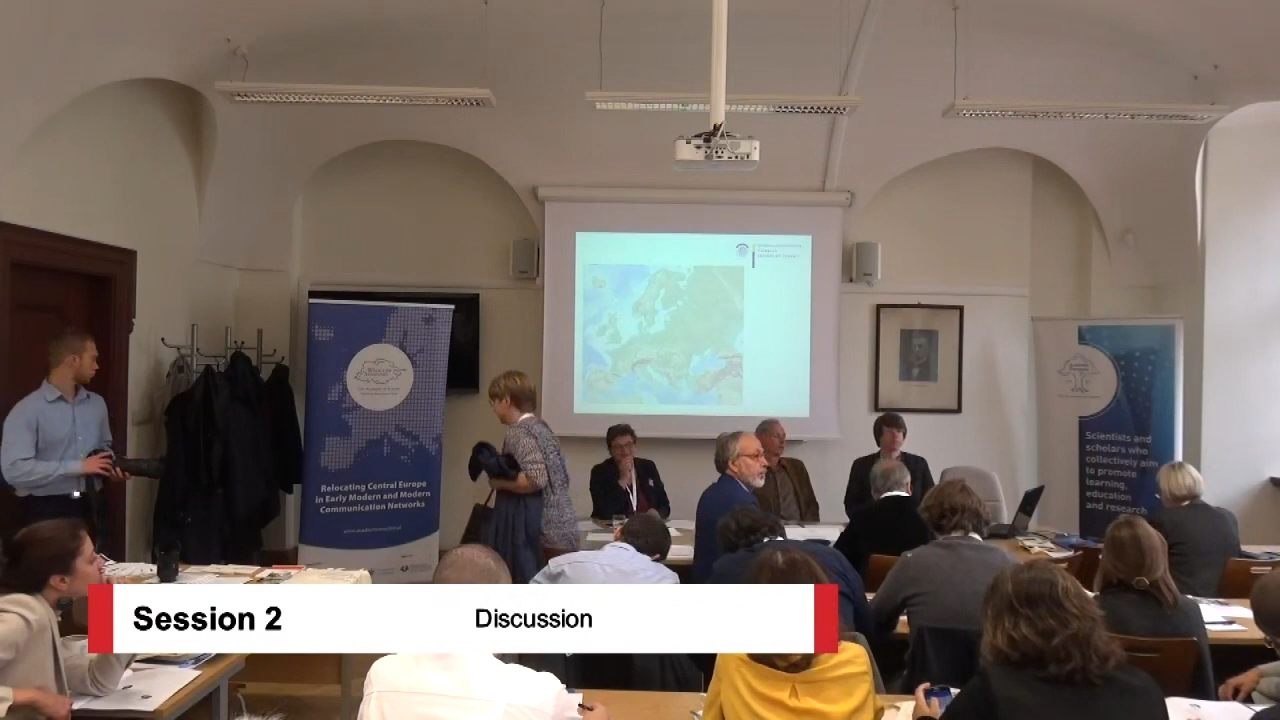 Relocating Central Europe
in Early Modern and Modern
Communication Networks
Scientists and
scholars who
collectively aim
to promote
learning,
education
and research
Session 2
Discussion